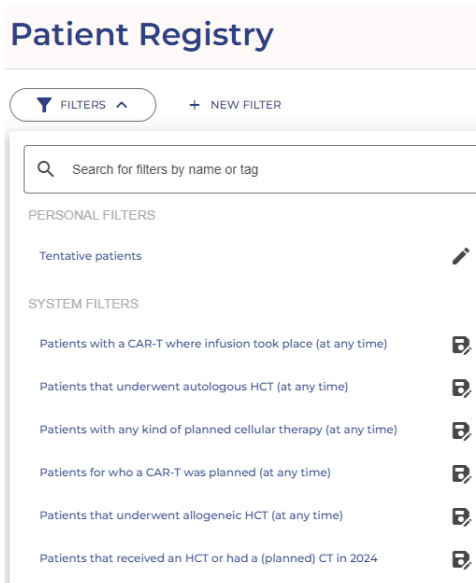 Patient Registry
FILTERS
+ NEW FILTER
Search for filters by name or tag
PERSONAL FILTERS
Tentative patients
SYSTEM FILTERS
Patients with a CAR-T where infusion took place (at any time)
Patients that underwent autologous HCT (at any time)
Patients with any kind of planned cellular therapy (at any time)
Patients for who a CAR-T was planned (at any time)
Patients that underwent allogeneic HCT (at any time)
Patients that received an HCT or had a (planned) CT in 2024